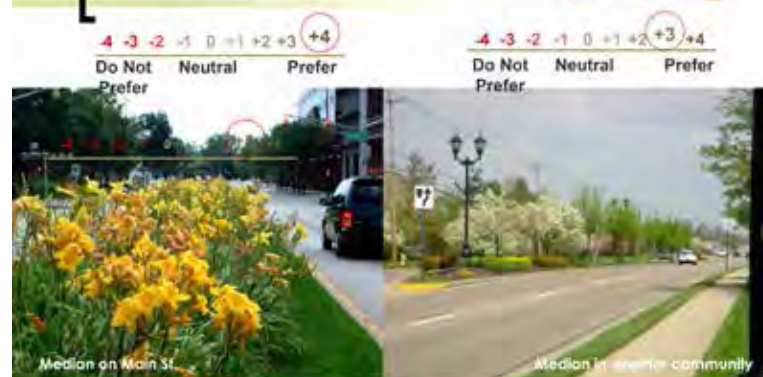 -4 -3 -2 -1 0 +1 +2 +3 +4
Do Not Prefer Neutral Prefer
-4 -3 -2 -1 0 +1 +2 +3 +4
Do Not Prefer Neutral Prefer
Median on Main St.
Median in another community